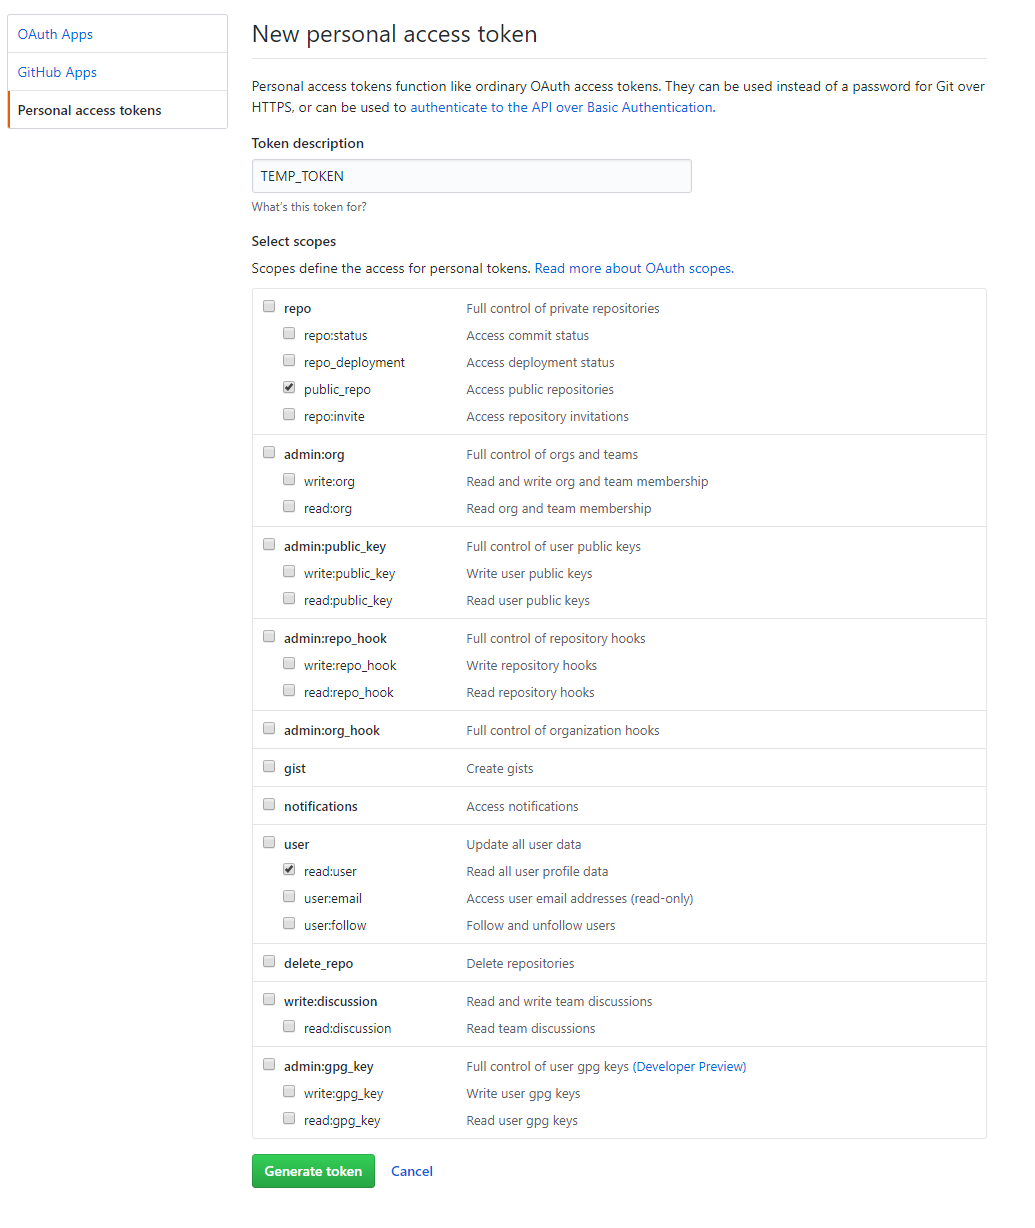 OAuth Apps
GitHub Apps
Personal access tokens
New personal access token
Personal access tokens function like ordinary OAuth access tokens. They can be used instead of a password for Git over
HTTPS, or can be used to authenticate to the API over Basic Authentication.
Token description
TEMP_TOKEN
What's this token for?
Select scopes
Scopes define the access for personal tokens. Read more about OAuth scopes.
repo Full control of private repositories
repo:status Access commit status
repo_deployment Access deployment status
public_repo Access public repositories
repo:invite Access repository invitations
admin:org Full control of orgs and teams
write:org Read and write org and team membership
read:org Read org and team membership
admin:public_key Full control of user public keys
write:public_key Write user public keys
read:public_key Read user public keys
admin:repo_hook Full control of repository hooks
write:repo_hook Write repository hooks
read:repo_hook Read repository hooks
admin:org_hook Full control of organization hooks
gist Create gists
notifications Access notifications
user Update all user data
read:user Read all user profile data
user:email Access user email addresses (read-only)
user:follow Follow and unfollow users
delete_repo Delete repositories
write:discussion Read and write team discussions
read:discussion Read team discussions
admin:gpg_key Full control of user gpg keys (Developer Preview)
write:gpg_key Write user gpg keys
read:gpg_key Read user gpg keys
Generate token Cancel